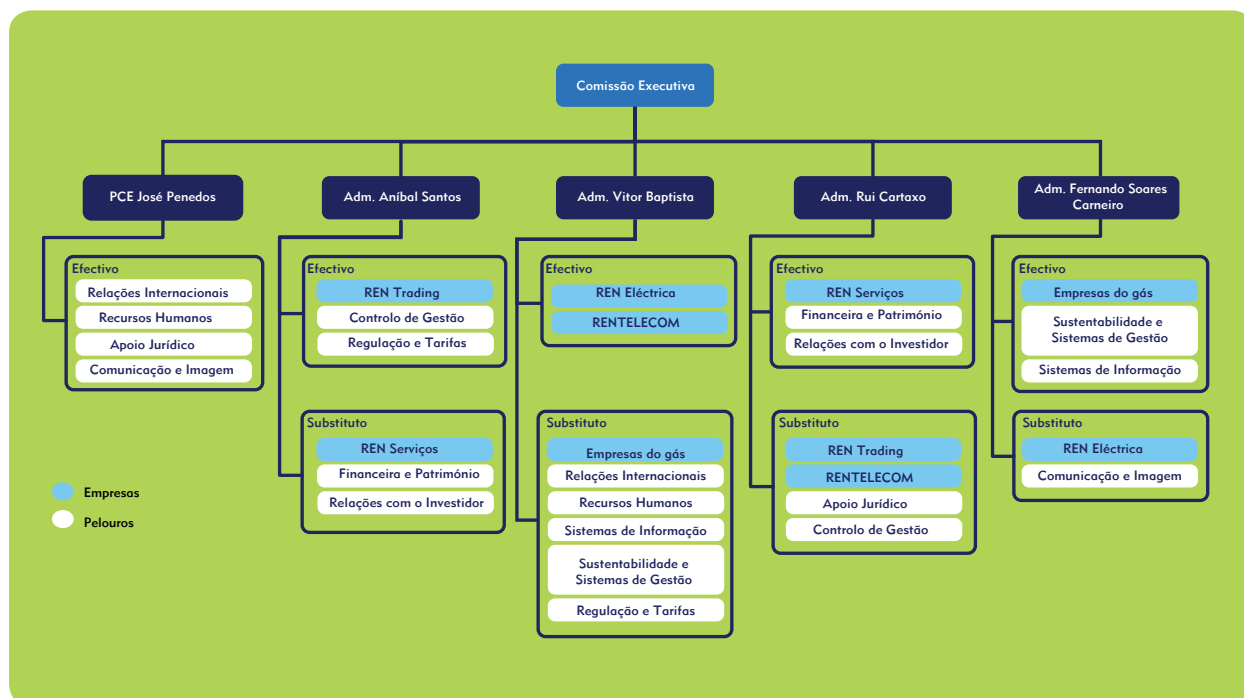 Comissão Executiva
PCE José Penedos
Adm. Aníbal Santos
Adm. Vitor Baptista
Adm. Rui Cartaxo
Adm. Fernando Soares
Carneiro
Efectivo
Relações Internacionais
Recursos Humanos
Apoio Jurídico
Comunicação e Imagem
Efectivo
REN Trading
Controlo de Gestão
Regulação e Tarifas
Efectivo
REN Eléctrica
RENTELECOM
Efectivo
REN Serviços
Financeira e Património
Relações com o Investidor
Efectivo
Empresas do gás
Sustentabilidade e
Sistemas de Gestão
Sistemas de Informação
Substituto
REN Serviços
Financeira e Património
Relações com o Investidor
Substituto
Empresas do gás
Relações Internacionais
Recursos Humanos
Sistemas de Informação
Sustentabilidade e
Sistemas de Gestão
Regulação e Tarifas
Substituto
REN Trading
RENTELECOM
Apoio Jurídico
Controlo de Gestão
Substituto
REN Eléctrica
Comunicação e Imagem
Empresas
Pelouros